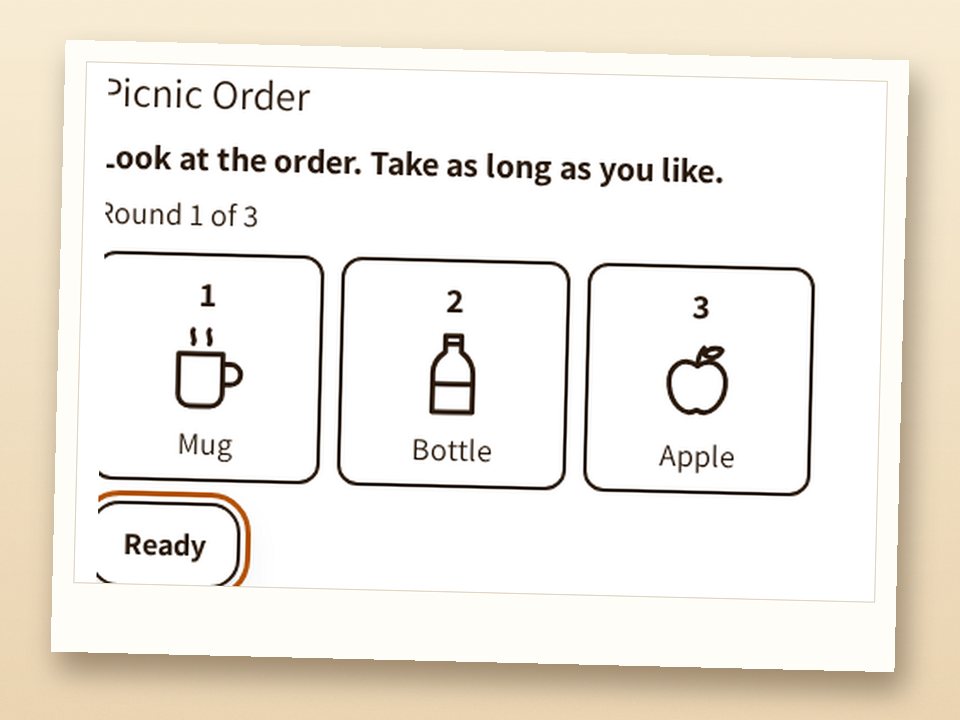 Picnic Order
Look at the order. Take as long as you like.
Round 1 of 3
1
2
3
Mug
Bottle
Apple
Ready